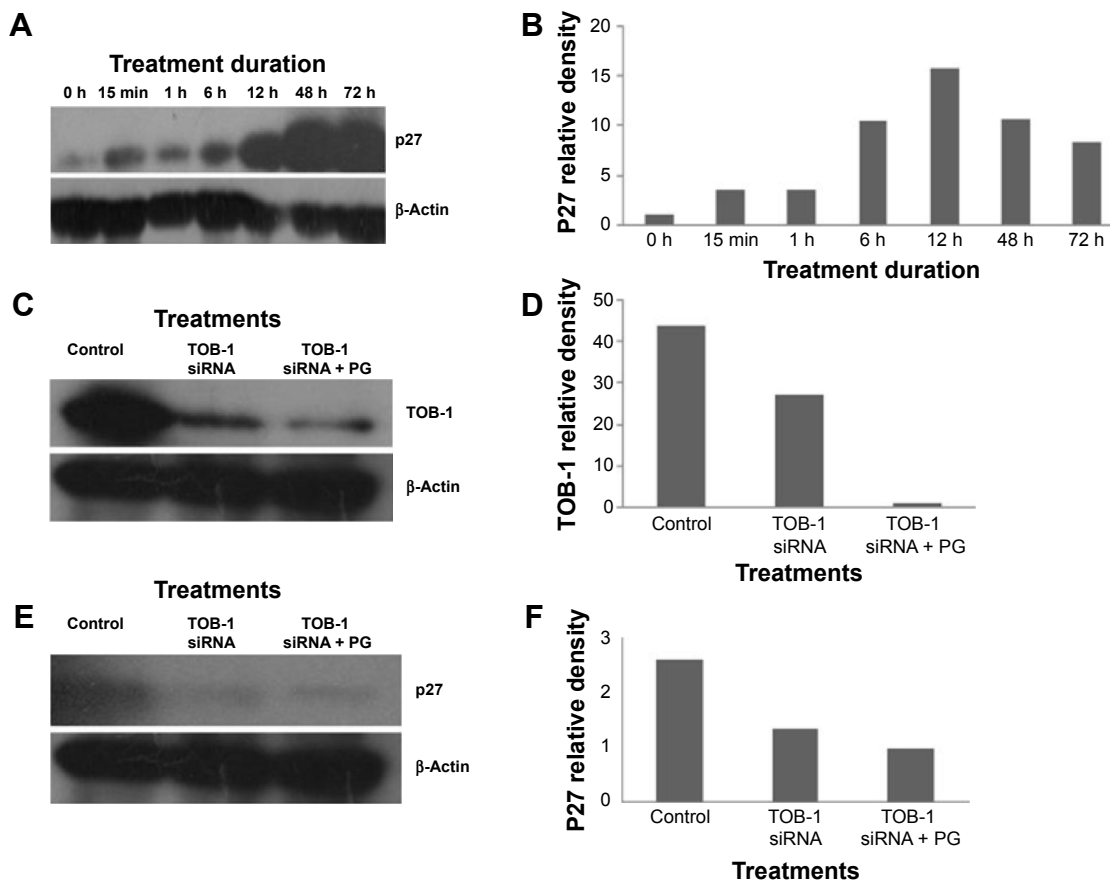 A
Treatment duration
0 h 15 min 1 h 6 h 12 h 48 h 72 h
p27
β-Actin
B
P27 relative density
20
15
10
5
0
0 h 15 min 1 h 6 h 12 h 48 h 72 h
Treatment duration
C
Treatments
Control TOB-1 TOB-1
siRNA siRNA + PG
TOB-1
β-Actin
D
TOB-1 relative density
50
40
30
20
10
0
Control TOB-1 TOB-1
siRNA siRNA + PG
Treatments
E
Treatments
Control TOB-1 TOB-1
siRNA siRNA + PG
p27
β-Actin
F
P27 relative density
3
2
1
0
Control TOB-1 TOB-1
siRNA siRNA + PG
Treatments